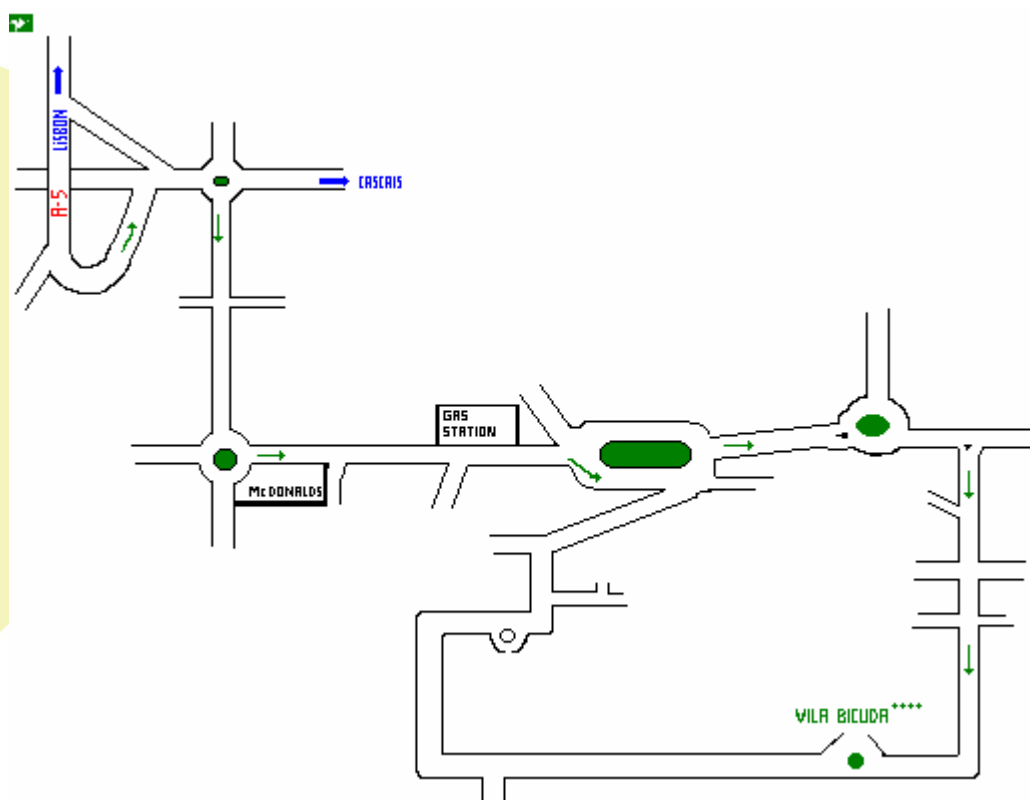 LISBON
A-5
CASCAIS
GAS
STATION
McDONALDS
VILA BICUDA++++